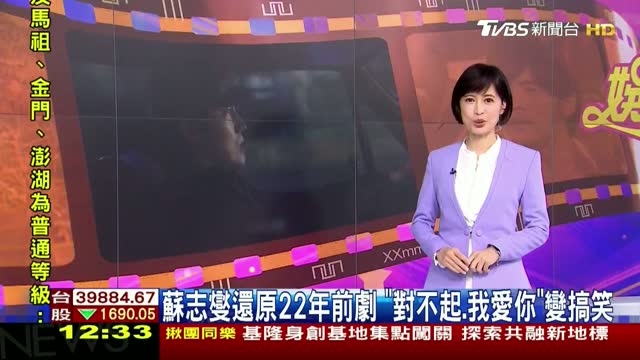 TVBS新聞台 HD
及馬祖、金門、澎湖為普通等級:
娛
XXmm
台股 39884.67
▼1690.05
蘇志燮還原22年前劇 "對不起.我愛你"變搞笑
12:33
揪團同樂 基隆身創基地集點闖關 探索共融新地標